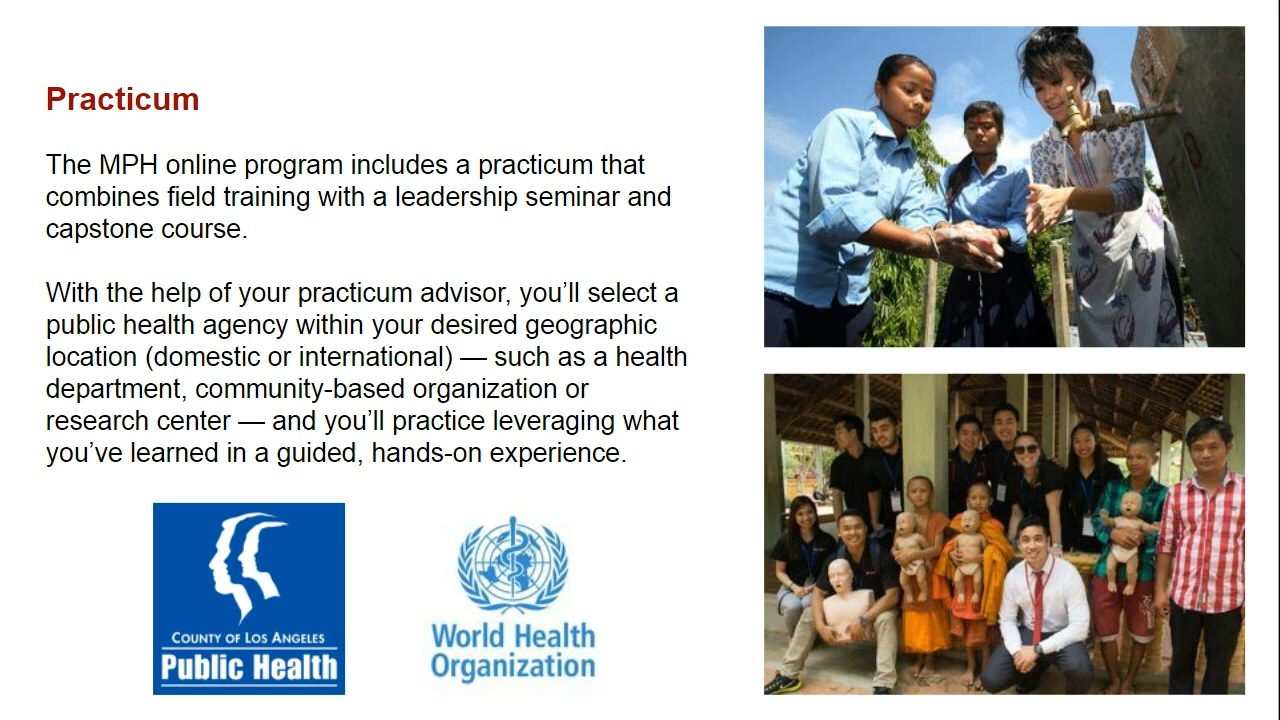 Practicum
The MPH online program includes a practicum that
combines field training with a leadership seminar and
capstone course.
With the help of your practicum advisor, you’ll select a
public health agency within your desired geographic
location (domestic or international) — such as a health
department, community-based organization or
research center — and you’ll practice leveraging what
you’ve learned in a guided, hands-on experience.
County of Los Angeles
Public Health
World Health
Organization